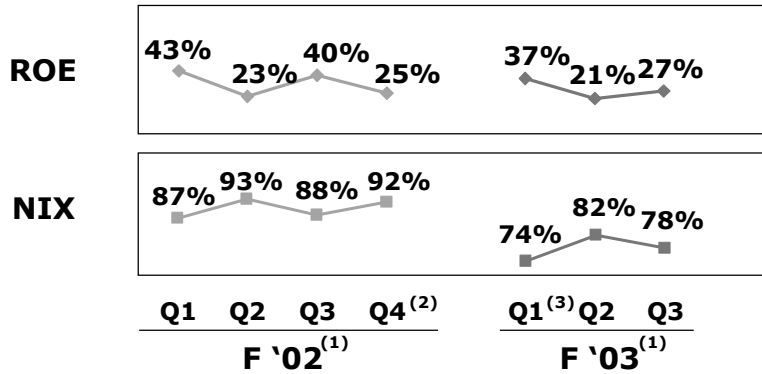 43% 40% 37%
ROE 23% 25% 21% 27%
87% 93% 88% 92%
NIX 74% 82% 78%
Q1 Q2 Q3 Q4(2) Q1(3) Q2 Q3
F ‘02(1) F ‘03(1)